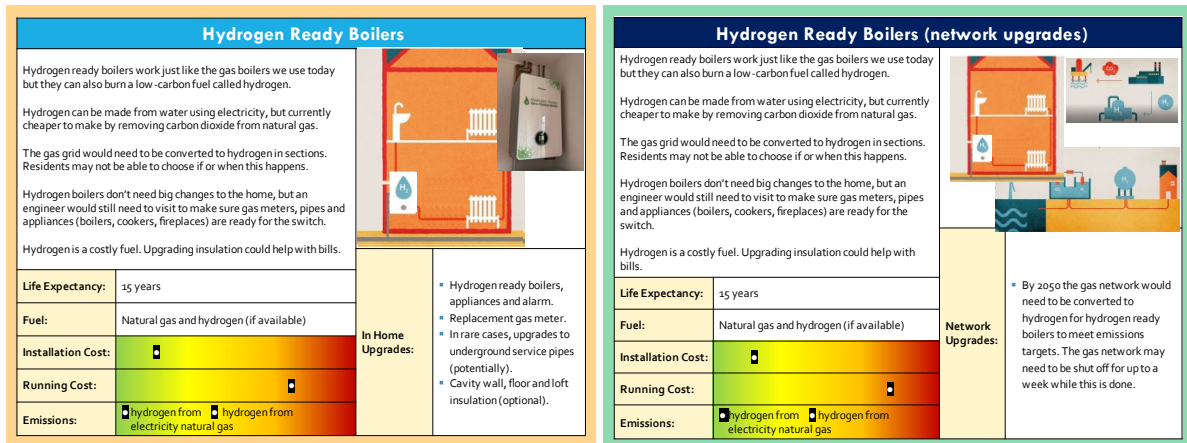 Hydrogen Ready Boilers
Hydrogen ready boilers work just like the gas boilers we use today
but they can also burn a low-carbon fuel called hydrogen.
Hydrogen can be made from water using electricity, but currently
cheaper to make by removing carbon dioxide from natural gas.
The gas grid would need to be converted to hydrogen in sections.
Residents may not be able to choose if or when this happens.
Hydrogen boilers don't need big changes to the home, but an
engineer would still need to visit to make sure gas meters, pipes and
appliances (boilers, cookers, fireplaces) are ready for the switch.
Hydrogen is a costly fuel. Upgrading insulation could help with bills.
H₂
Life Expectancy:
15 years
Fuel:
Natural gas and hydrogen (if available)
Installation Cost:
Running Cost:
Emissions:
hydrogen from hydrogen from
electricity natural gas
In Home
Upgrades:
▪ Hydrogen ready boilers,
appliances and alarm.
▪ Replacement gas meter.
▪ In rare cases, upgrades to
underground service pipes
(potentially).
▪ Cavity wall, floor and loft
insulation (optional).
Hydrogen Ready Boilers (network upgrades)
Hydrogen ready boilers work just like the gas boilers we use today
but they can also burn a low-carbon fuel called hydrogen.
Hydrogen can be made from water using electricity, but currently
cheaper to make by removing carbon dioxide from natural gas.
The gas grid would need to be converted to hydrogen in sections.
Residents may not be able to choose if or when this happens.
Hydrogen boilers don't need big changes to the home, but an
engineer would still need to visit to make sure gas meters, pipes
and appliances (boilers, cookers, fireplaces) are ready for the
switch.
Hydrogen is a costly fuel. Upgrading insulation could help with
bills.
CO₂
H₂
H₂
H₂
H₂
Life Expectancy:
15 years
Fuel:
Natural gas and hydrogen (if available)
Installation Cost:
Running Cost:
Emissions:
hydrogen from hydrogen from
electricity natural gas
Network
Upgrades:
▪ By 2050 the gas network would
need to be converted to
hydrogen for hydrogen ready
boilers to meet emissions
targets. The gas network may
need to be shut off for up to a
week while this is done.